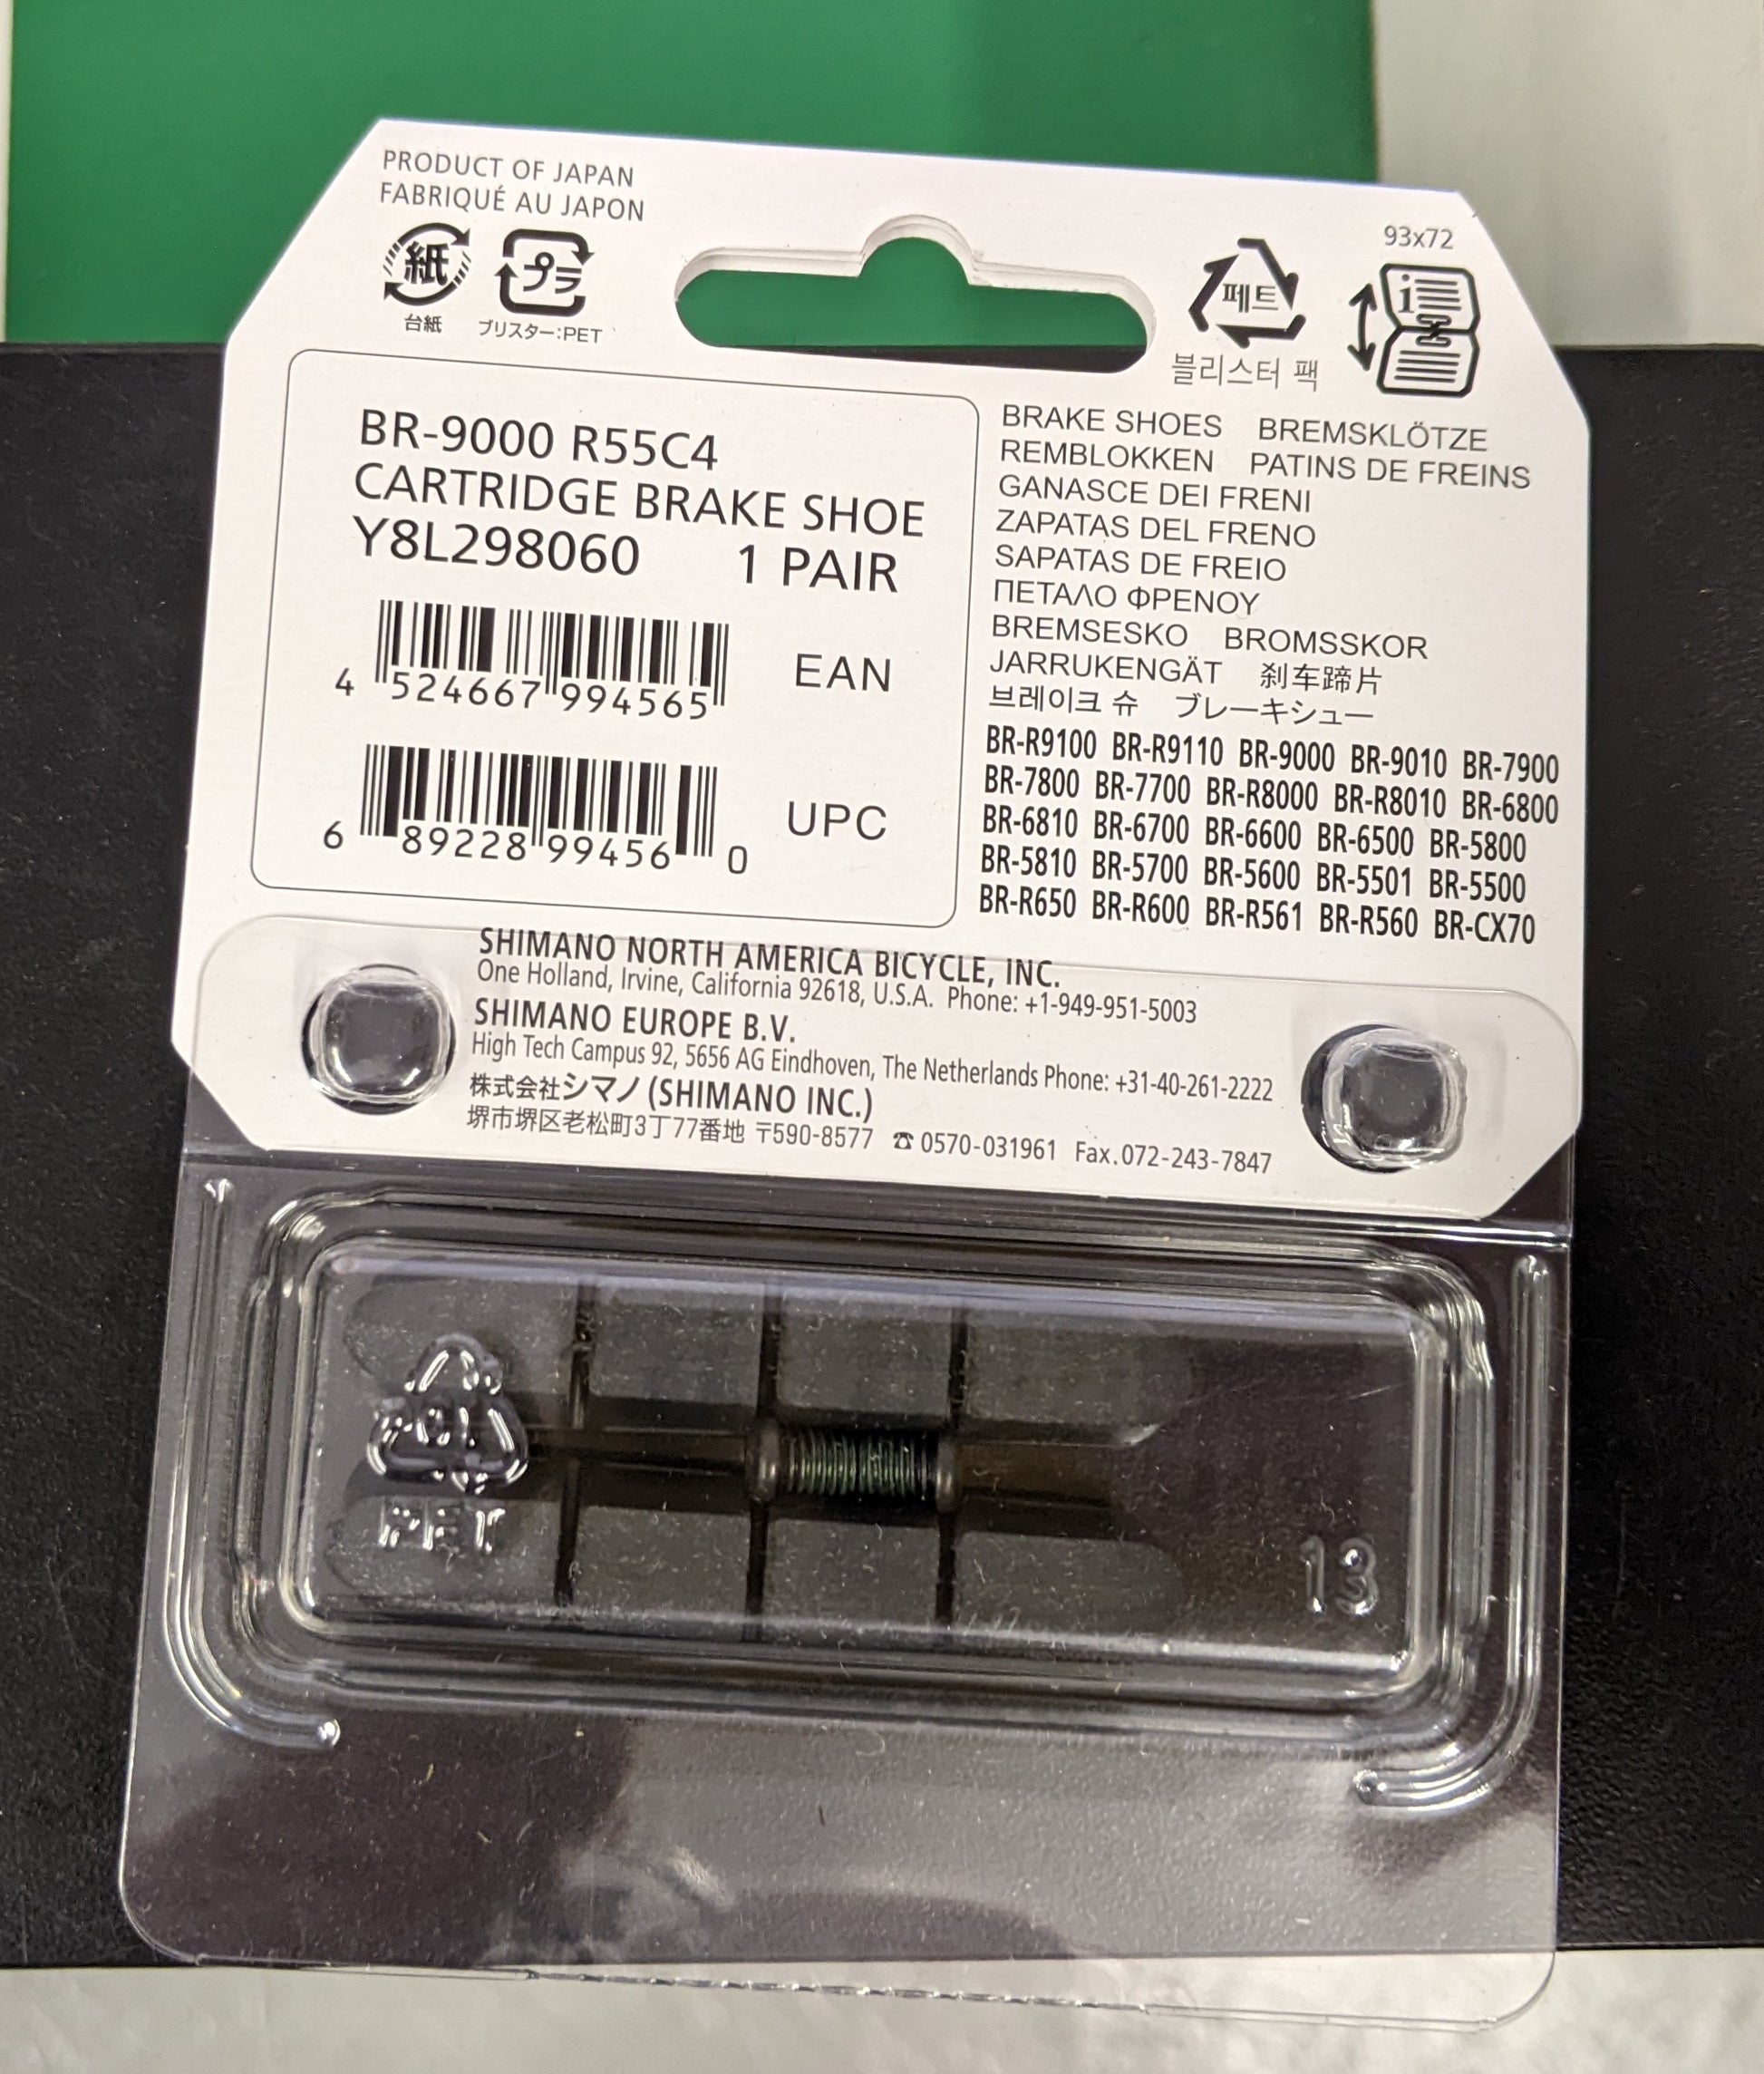 PRODUCT OF JAPAN
FABRIQUÉ AU JAPON
紙
台紙
プラ
ブリスター:PET
페트
블리스터 팩
93x72
i
BR-9000 R55C4
CARTRIDGE BRAKE SHOE
Y8L298060 1 PAIR
4 524667 994565
EAN
6 89228 99456 0
UPC
BRAKE SHOES BREMSKLÖTZE
REMBLOKKEN PATINS DE FREINS
GANASCE DEI FRENI
ZAPATAS DEL FRENO
SAPATAS DE FREIO
ΠΕΤΑΛΟ ΦΡΕΝΟΥ
BREMSESKO BROMSSKOR
JARRUKENGÄT 刹车蹄片
브레이크 슈 ブレーキシュー
BR-R9100 BR-R9110 BR-9000 BR-9010 BR-7900
BR-7800 BR-7700 BR-R8000 BR-R8010 BR-6800
BR-6810 BR-6700 BR-6600 BR-6500 BR-5800
BR-5810 BR-5700 BR-5600 BR-5501 BR-5500
BR-R650 BR-R600 BR-R561 BR-R560 BR-CX70
SHIMANO NORTH AMERICA BICYCLE, INC.
One Holland, Irvine, California 92618, U.S.A. Phone: +1-949-951-5003
SHIMANO EUROPE B.V.
High Tech Campus 92, 5656 AG Eindhoven, The Netherlands Phone: +31-40-261-2222
株式会社シマノ (SHIMANO INC.)
堺市堺区老松町3丁77番地 〒590-8577 ☎ 0570-031961 Fax.072-243-7847
PET
13